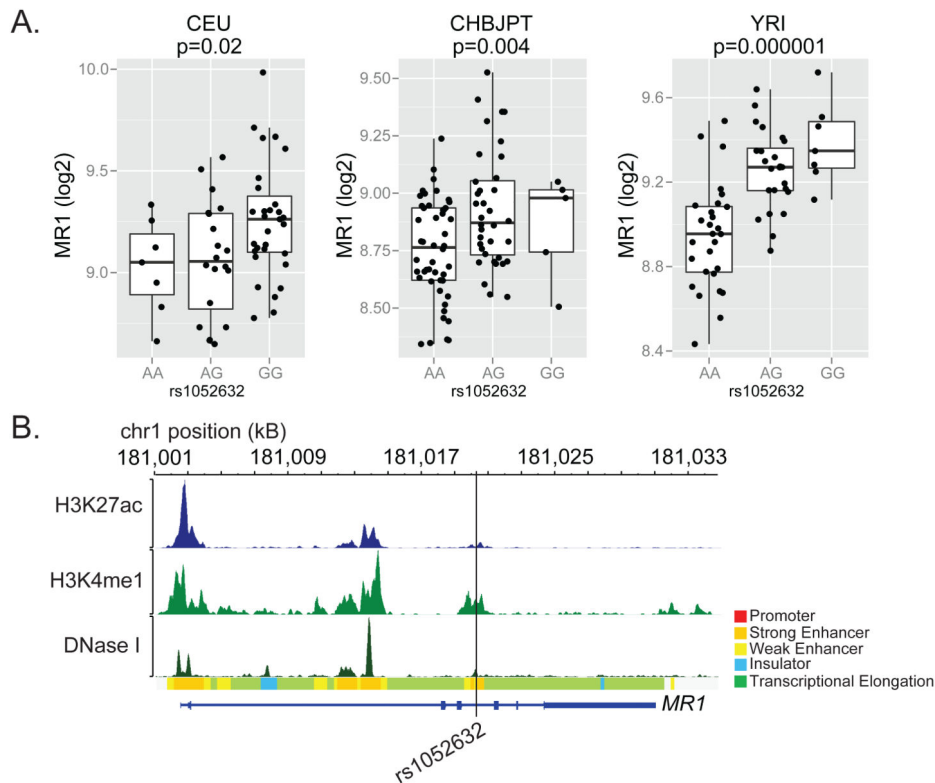 A.
CEU
p=0.02
MR1 (log2)
10.0
9.5
9.0
AA AG GG
rs1052632
CHBJPT
p=0.004
MR1 (log2)
9.50
9.25
9.00
8.75
8.50
AA AG GG
rs1052632
YRI
p=0.000001
MR1 (log2)
9.6
9.2
8.8
8.4
AA AG GG
rs1052632
B.
chr1 position (kB)
181,001 181,009 181,017 181,025 181,033
H3K27ac
H3K4me1
DNase I
Promoter
Strong Enhancer
Weak Enhancer
Insulator
Transcriptional Elongation
MR1
rs1052632